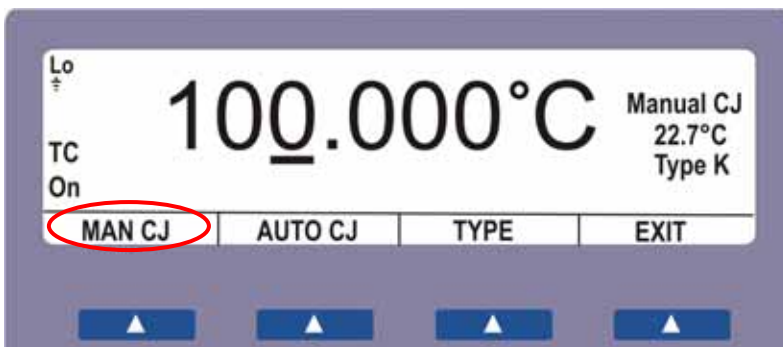 Lo
100.000°C
Manual CJ
22.7°C
Type K
TC
On
MAN CJ AUTO CJ TYPE EXIT